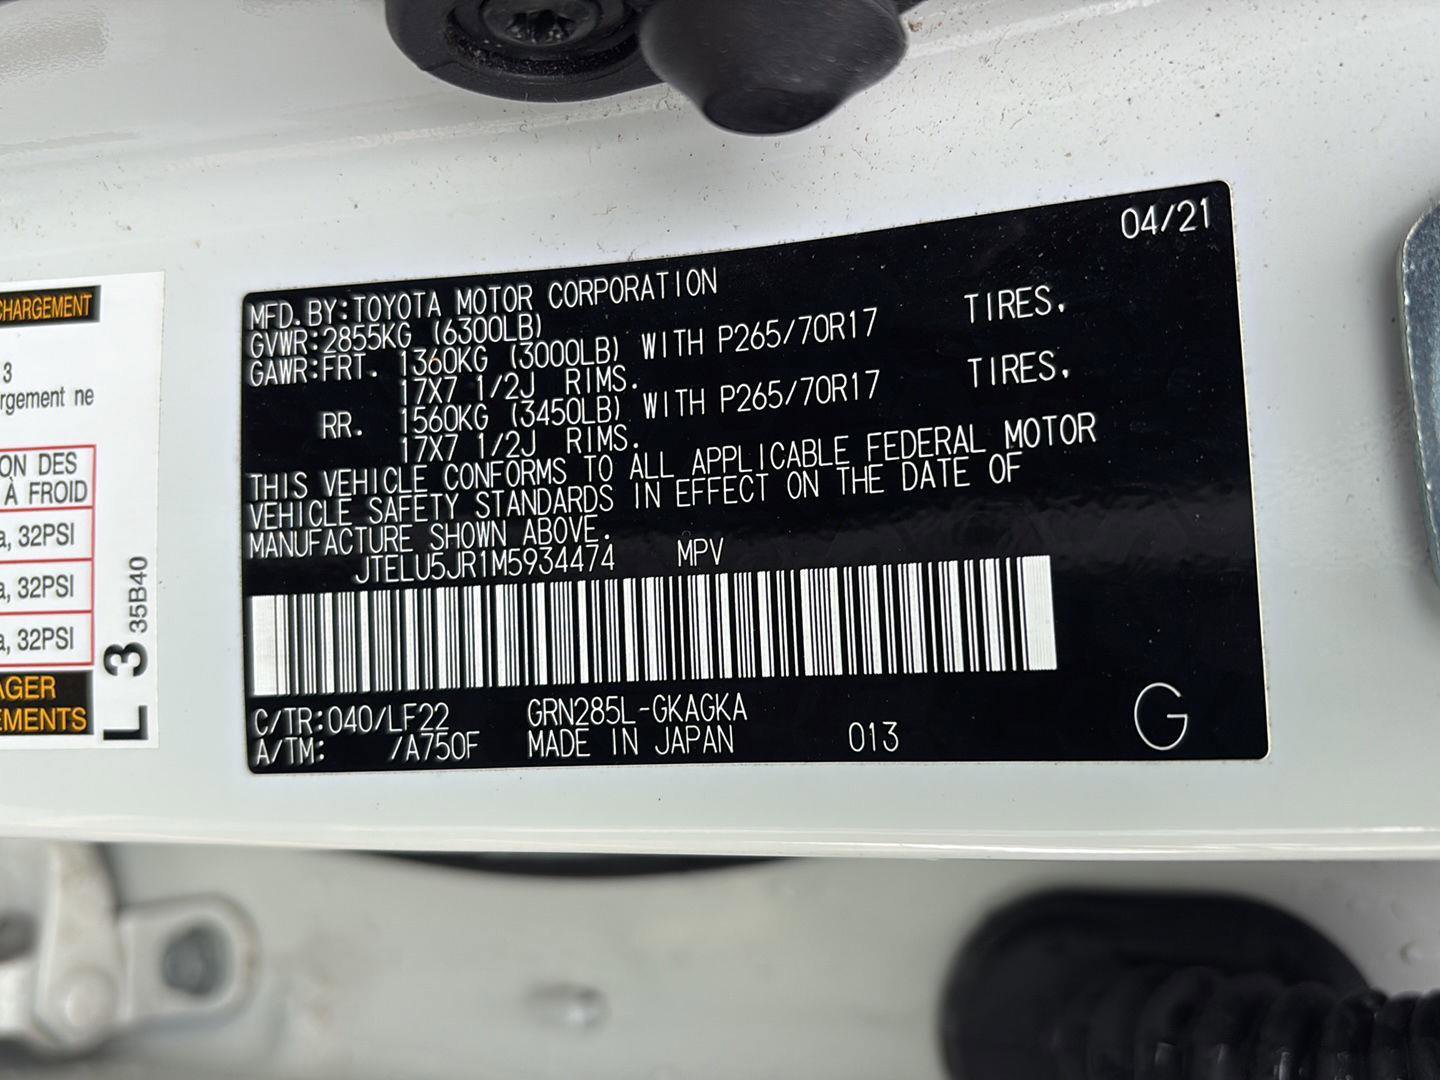 CHARGEMENT
3
rgement ne
ON DES
À FROID
a, 32PSI
a, 32PSI
a, 32PSI
AGER
EMENTS
L 3 35B40
04/21
MFD. BY: TOYOTA MOTOR CORPORATION
GVWR: 2855KG (6300LB)
GAWR: FRT. 1360KG (3000LB) WITH P265/70R17 TIRES,
17X7 1/2J RIMS.
RR. 1560KG (3450LB) WITH P265/70R17 TIRES,
17X7 1/2J RIMS.
THIS VEHICLE CONFORMS TO ALL APPLICABLE FEDERAL MOTOR
VEHICLE SAFETY STANDARDS IN EFFECT ON THE DATE OF
MANUFACTURE SHOWN ABOVE.
JTELU5JR1M5934474 MPV
C/TR: 040/LF22 GRN285L-GKAGKA
A/TM: /A750F MADE IN JAPAN 013 G